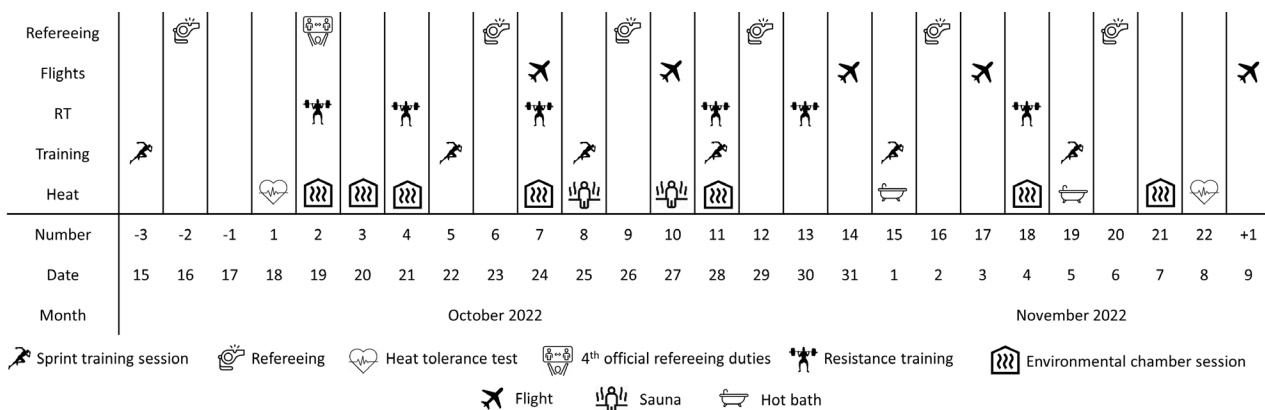 Refereeing
Flights
RT
Training
Heat
Number -3 -2 -1 1 2 3 4 5 6 7 8 9 10 11 12 13 14 15 16 17 18 19 20 21 22 +1
Date 15 16 17 18 19 20 21 22 23 24 25 26 27 28 29 30 31 1 2 3 4 5 6 7 8 9
Month October 2022 November 2022
Sprint training session Refereeing Heat tolerance test 4th official refereeing duties Resistance training Environmental chamber session
Flight Sauna Hot bath